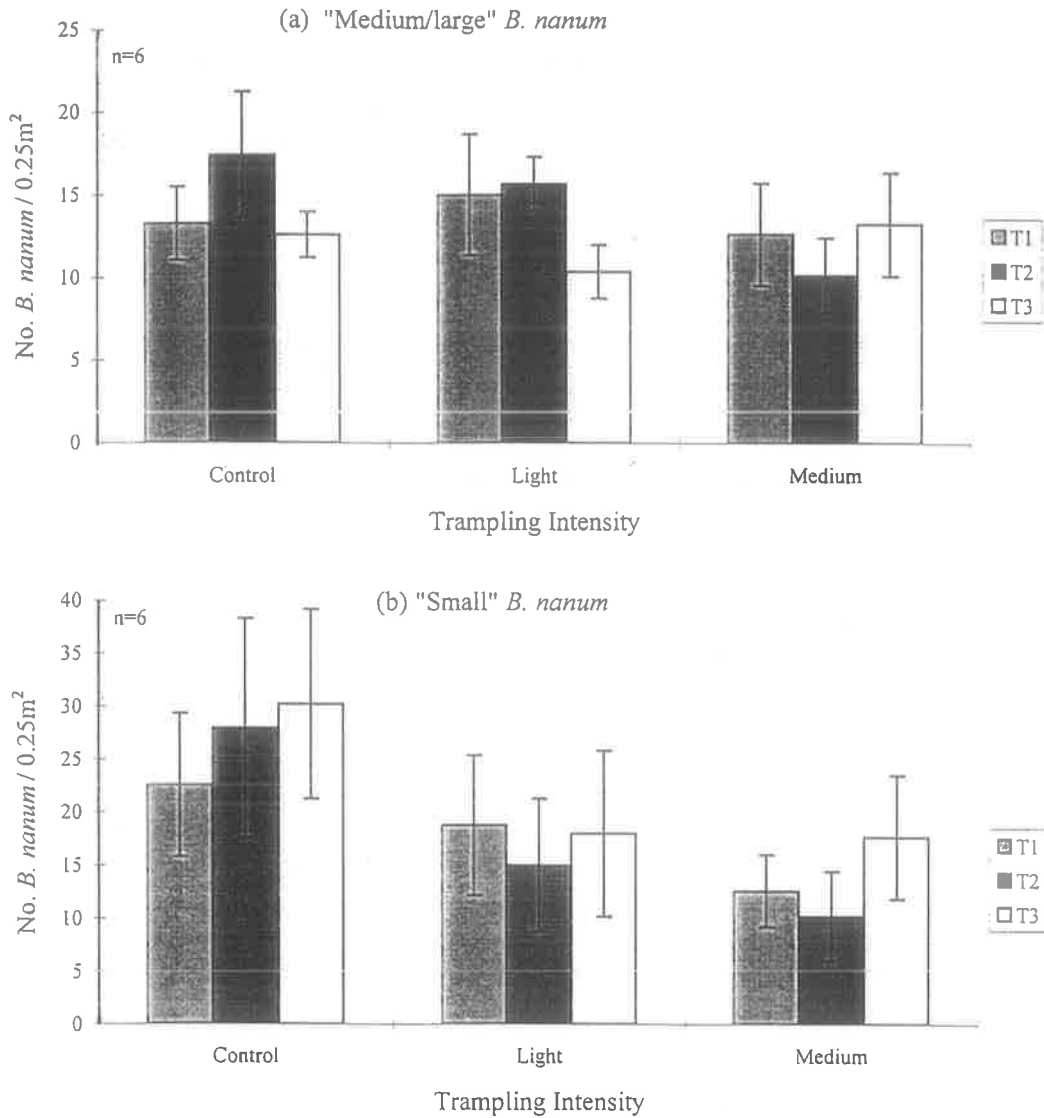 (a) "Medium/large" B. nanum
n=6
No. B. nanum / 0.25m²
25
20
15
10
5
0
Control Light Medium
Trampling Intensity
T1
T2
T3
(b) "Small" B. nanum
n=6
No. B. nanum / 0.25m²
40
35
30
25
20
15
10
5
0
Control Light Medium
Trampling Intensity
T1
T2
T3